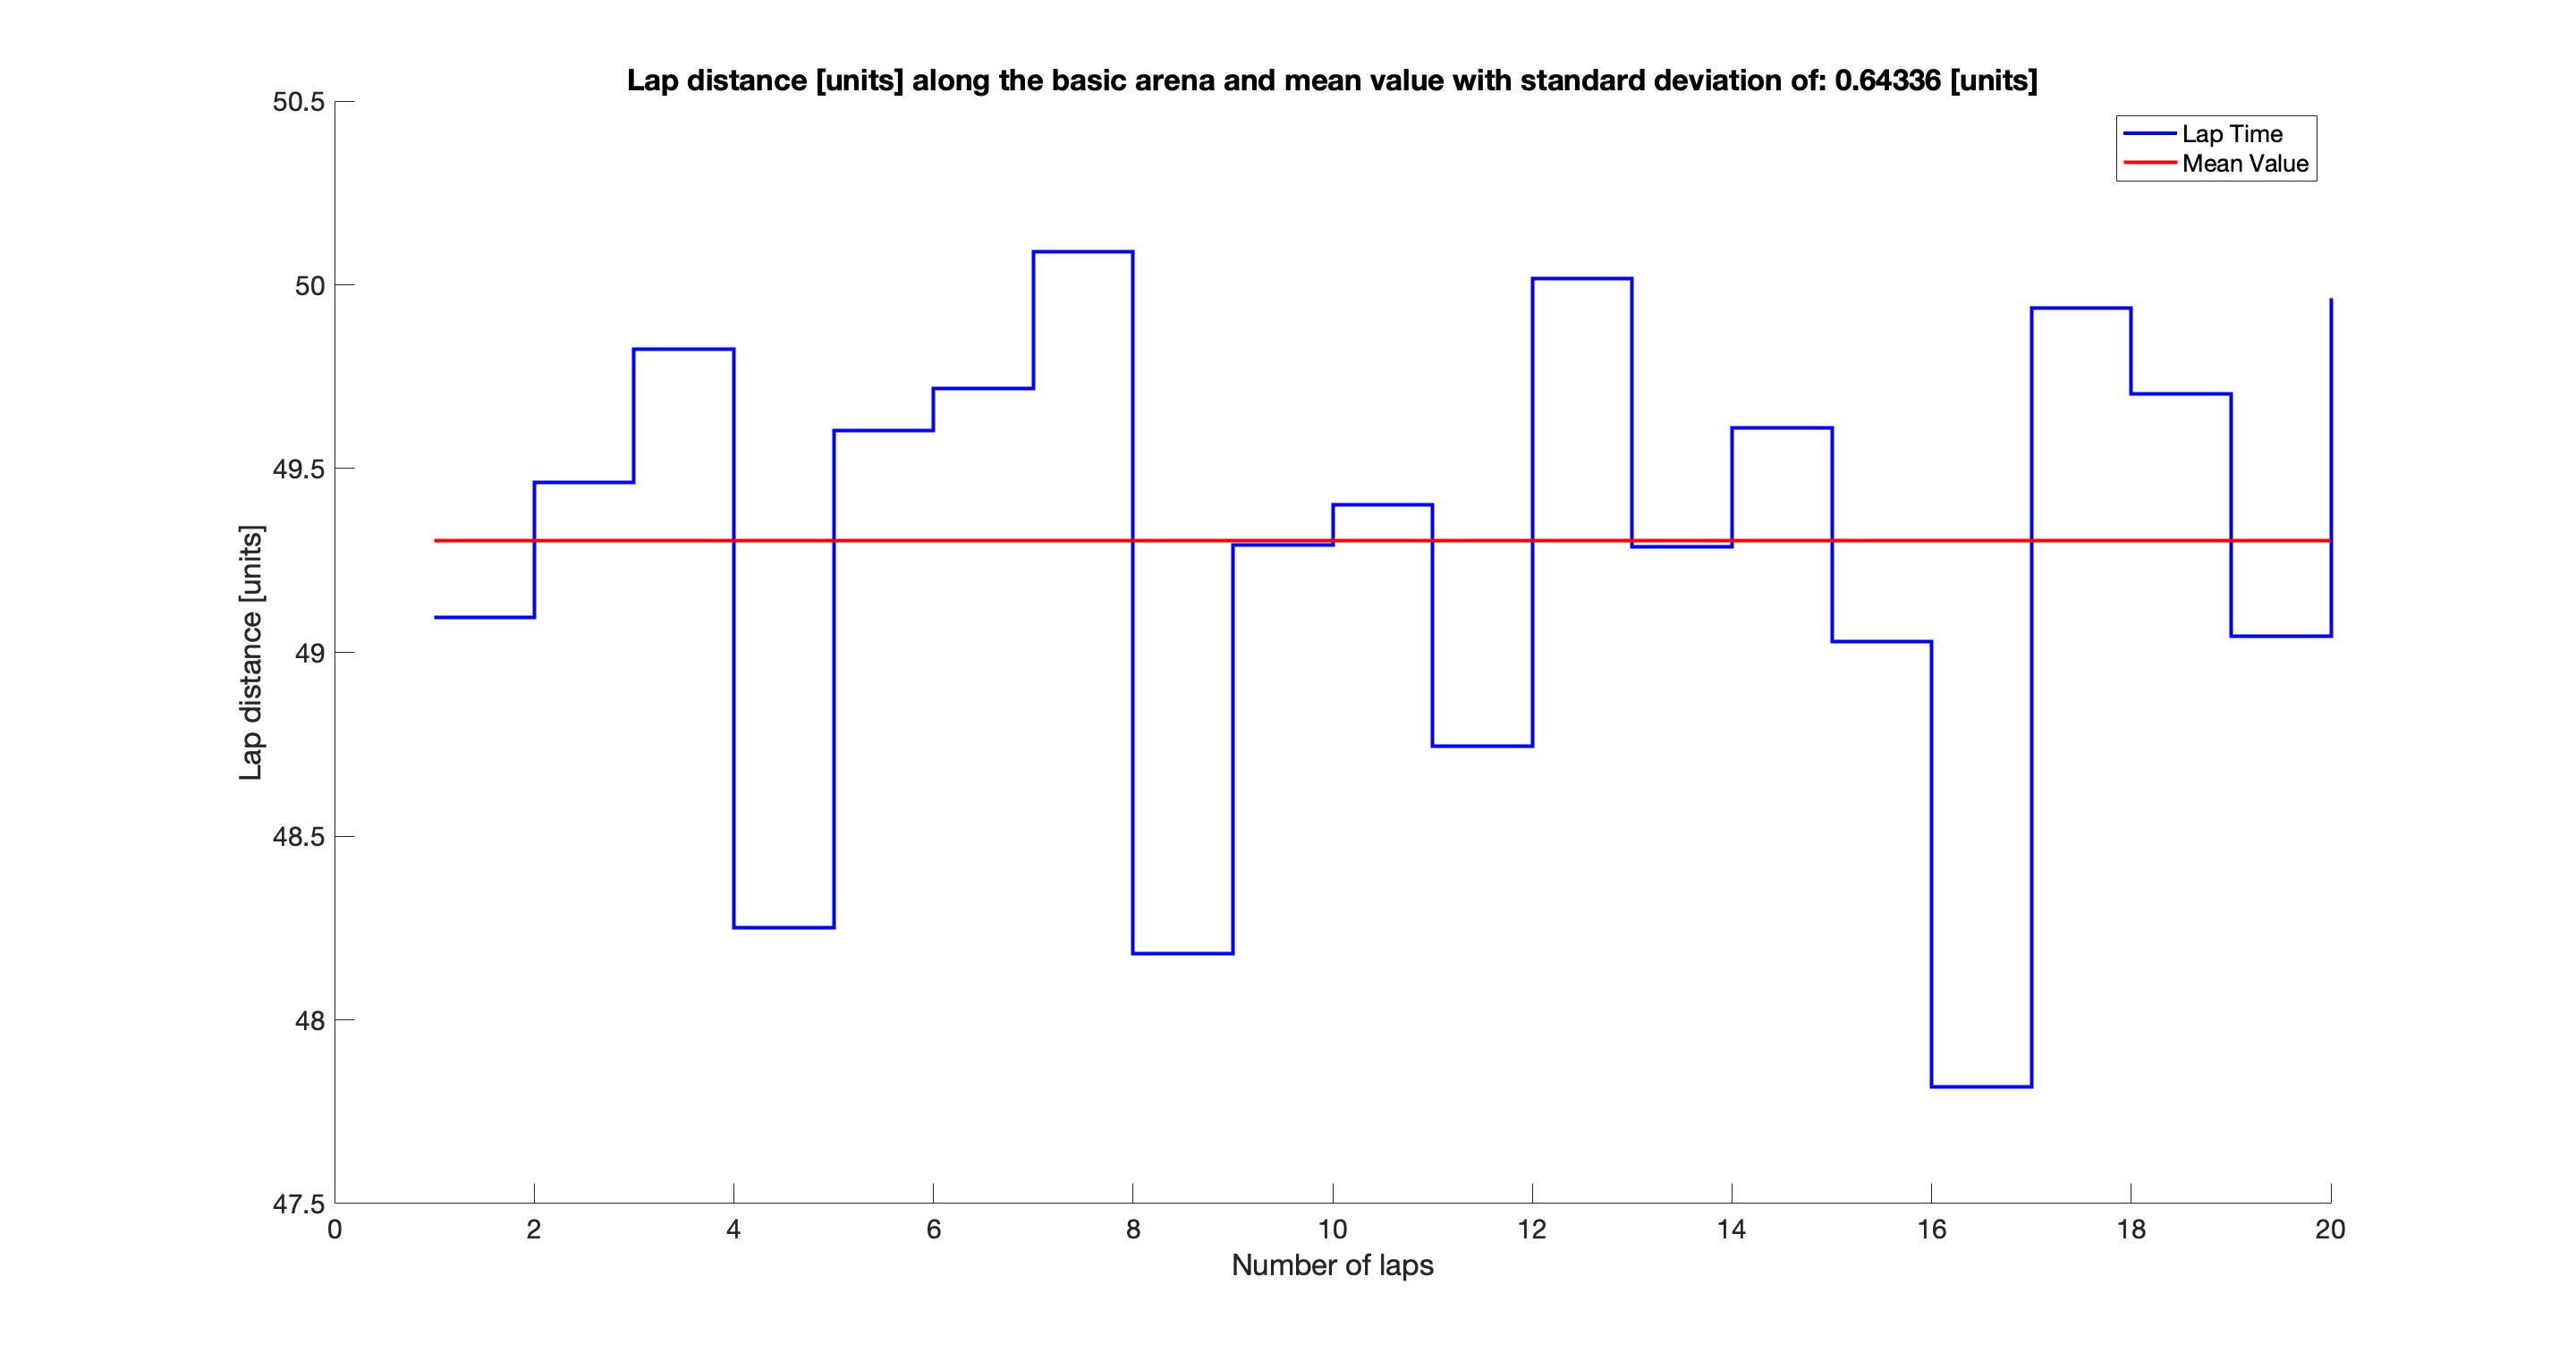 Lap distance [units] along the basic arena and mean value with standard deviation of: 0.64336 [units]
Lap Time
Mean Value
50.5
50
49.5
49
48.5
48
47.5
Lap distance [units]
0 2 4 6 8 10 12 14 16 18 20
Number of laps